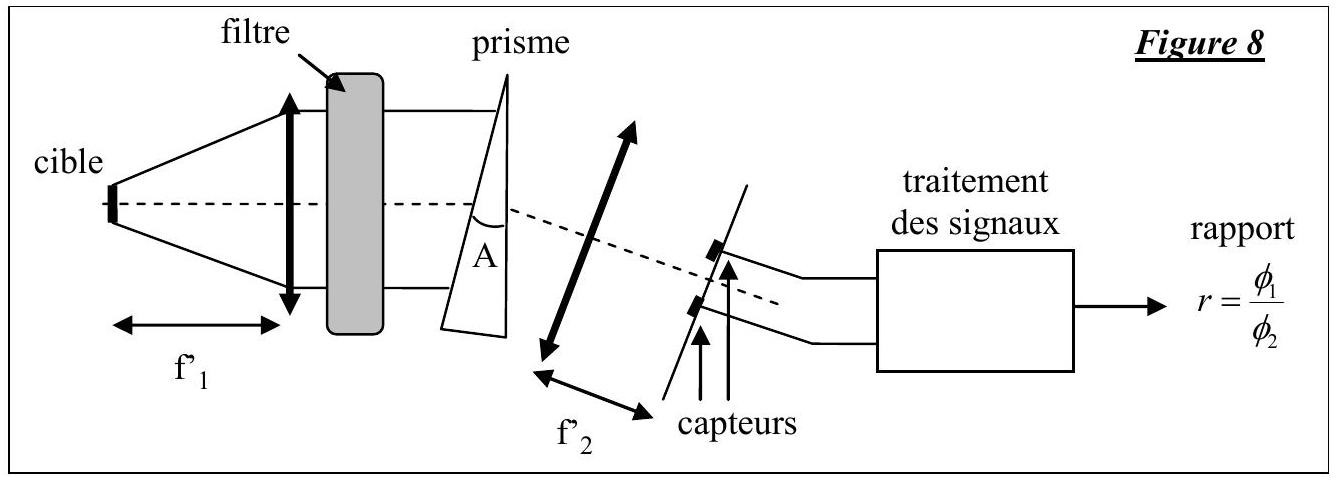 filtre
prisme
Figure 8
cible
A
f'1
f'2
capteurs
traitement
des signaux
rapport
r = ϕ1/ϕ2